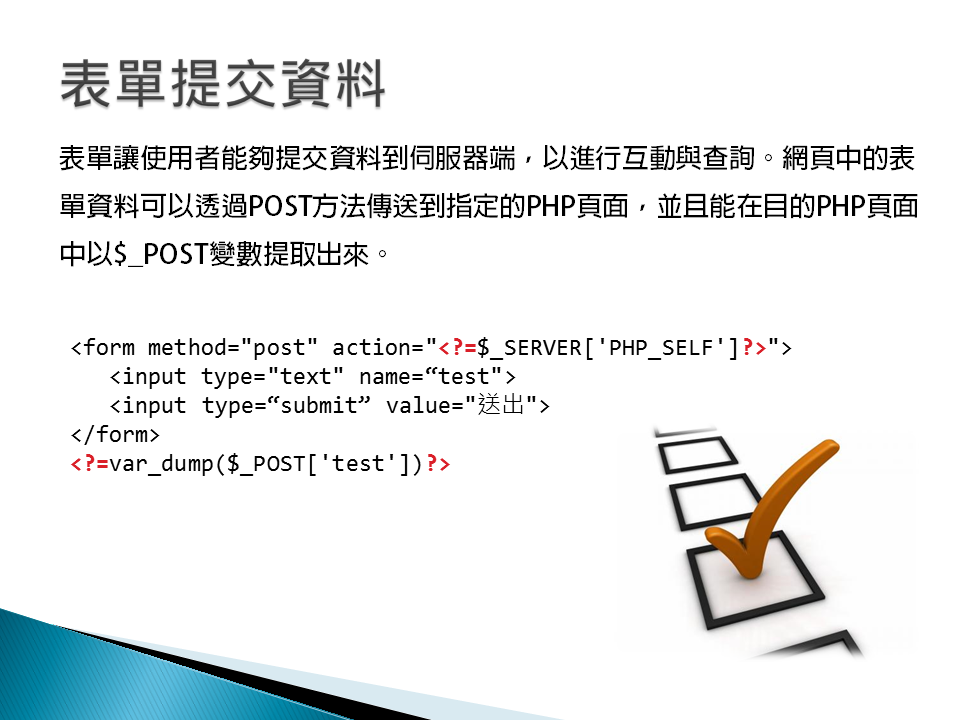 表單提交資料
表單讓使用者能夠提交資料到伺服器端，以進行互動與查詢。網頁中的表
單資料可以透過POST方法傳送到指定的PHP頁面，並且能在目的PHP頁面
中以$_POST變數提取出來。
<form method="post" action="<?=$_SERVER['PHP_SELF']?>">
<input type="text" name=“test">
<input type=“submit” value="送出">
</form>
<?=var_dump($_POST['test'])?>